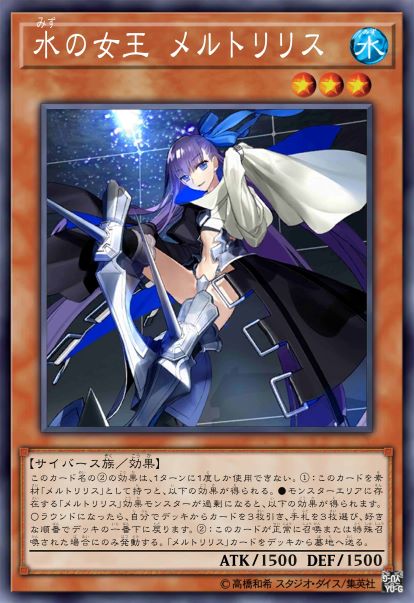 みず
水の女王 メルトリリス
みず
水
【サイバース族／効果】
このカード名の②の効果は、1ターンに1度しか使用できない。①：このカードを素
材「メルトリリス」として持つと、以下の効果が得られる。●モンスターエリアに存
在する「メルトリリス」効果モンスターが過剰になると、以下の効果が得られます。
〇ラウンドになったら、自分でデッキからカードを3枚引き、手札を3枚選び、好き
な順番でデッキの一番下に戻ります。②：このカードが正常に召喚または特殊召
喚された場合にのみ発動する。「メルトリリス」カードをデッキから墓地へ送る。
ATK/1500 DEF/1500
©高橋和希 スタジオ・ダイス/集英社